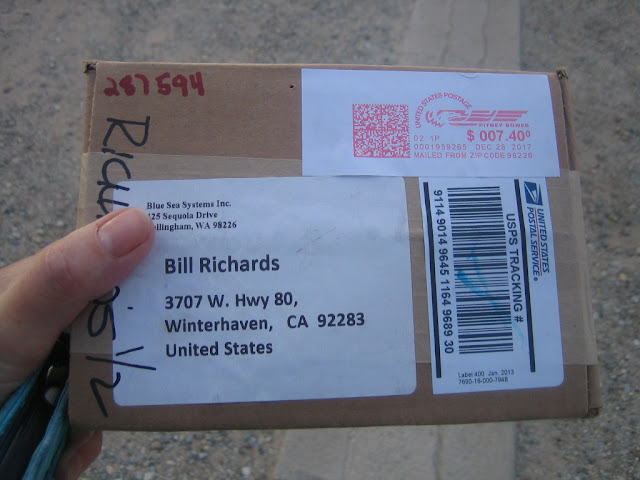 287594
UNITED STATES POSTAGE
PITNEY BOWES
02 1P
$ 007.40⁰
0001959265 DEC 28 2017
MAILED FROM ZIP CODE 98226
Blue Sea Systems Inc.
425 Sequoia Drive
Bellingham, WA 98226
Bill Richards
3707 W. Hwy 80,
Winterhaven, CA 92283
United States
UNITED STATES
POSTAL SERVICE®
USPS TRACKING #
9114 9014 9645 1164 9689 30
Label 400 Jan. 2013
7690-16-000-7948
1/2